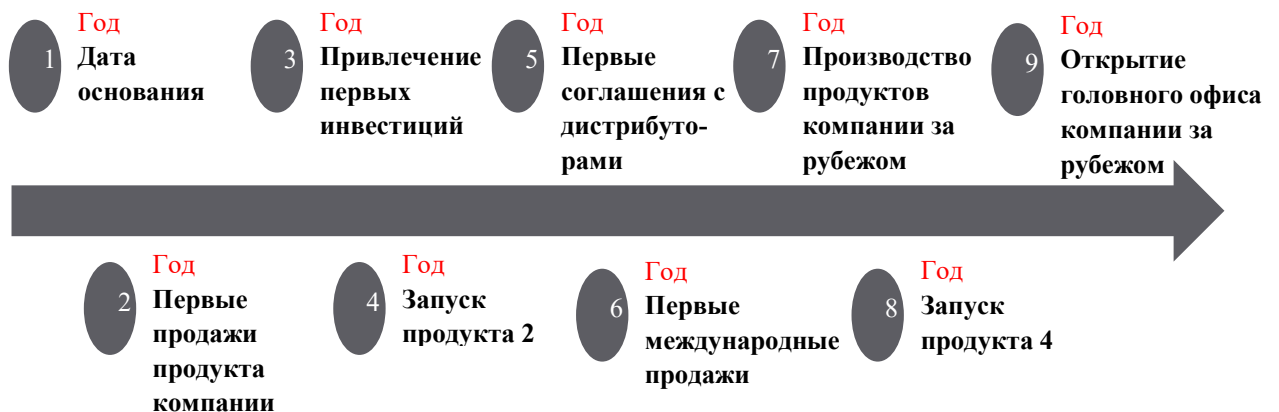 1
Год
Дата
основания
3
Год
Привлечение
первых
инвестиций
5
Год
Первые
соглашения с
дистрибуто-
рами
7
Год
Производство
продуктов
компании за
рубежом
9
Год
Открытие
головного офиса
компании за
рубежом
2
Год
Первые
продажи
продукта
компании
4
Год
Запуск
продукта 2
6
Год
Первые
международные
продажи
8
Год
Запуск
продукта 4